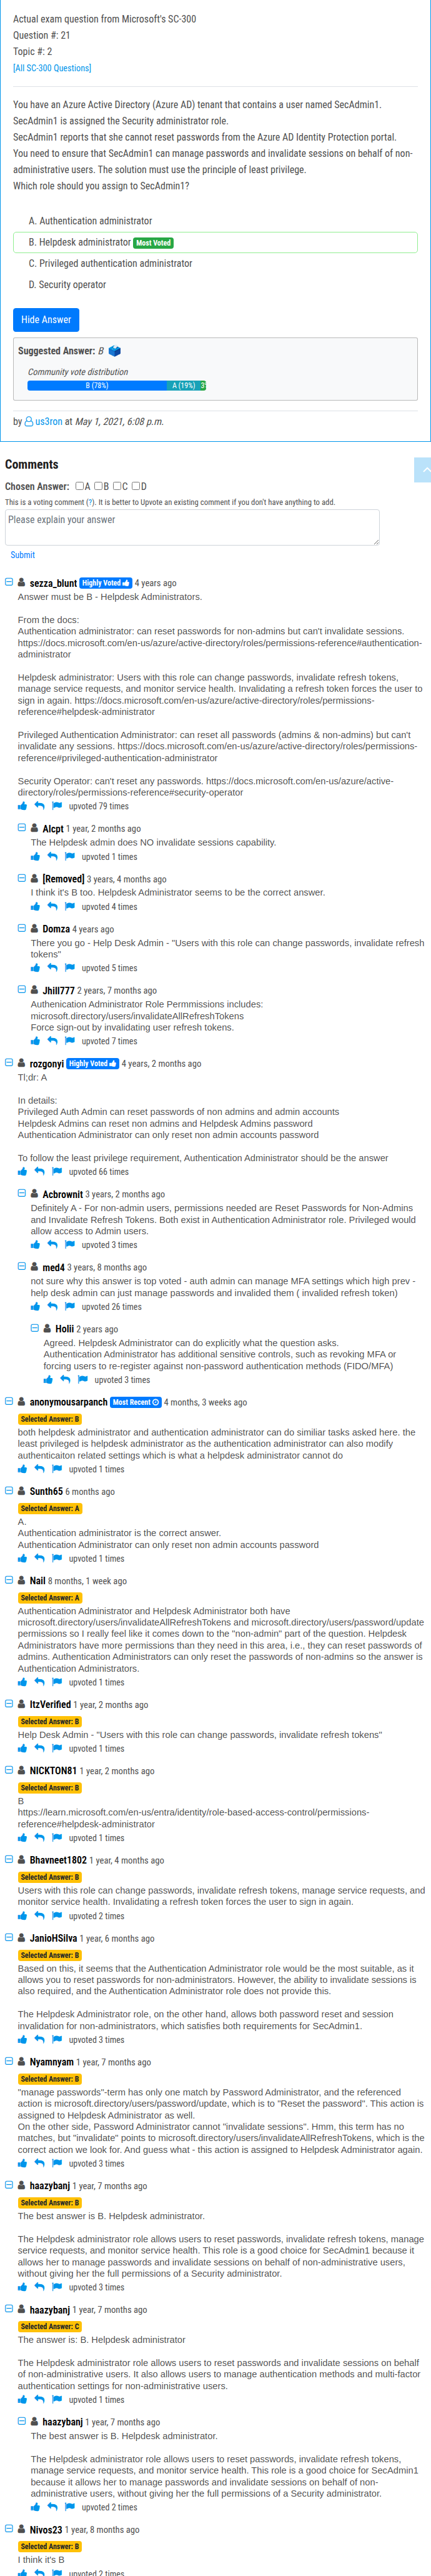 Actual exam question from Microsoft's SC-300
Question #: 21
Topic #: 2
[All SC-300 Questions]
You have an Azure Active Directory (Azure AD) tenant that contains a user named SecAdmin1.
SecAdmin1 is assigned the Security administrator role.
SecAdmin1 reports that she cannot reset passwords from the Azure AD Identity Protection portal.
You need to ensure that SecAdmin1 can manage passwords and invalidate sessions on behalf of non-
administrative users. The solution must use the principle of least privilege.
Which role should you assign to SecAdmin1?
A. Authentication administrator
B. Helpdesk administrator Most Voted
C. Privileged authentication administrator
D. Security operator
Hide Answer
Suggested Answer: B
Community vote distribution
B (78%) A (19%) 3
by us3ron at May 1, 2021, 6:08 p.m.
Comments
Chosen Answer: A B C D
This is a voting comment (?). It is better to Upvote an existing comment if you don't have anything to add.
Please explain your answer
Submit
sezza_blunt Highly Voted 4 years ago
Answer must be B - Helpdesk Administrators.
From the docs:
Authentication administrator: can reset passwords for non-admins but can't invalidate sessions.
https://docs.microsoft.com/en-us/azure/active-directory/roles/permissions-reference#authentication-
administrator
Helpdesk administrator: Users with this role can change passwords, invalidate refresh tokens,
manage service requests, and monitor service health. Invalidating a refresh token forces the user to
sign in again. https://docs.microsoft.com/en-us/azure/active-directory/roles/permissions-
reference#helpdesk-administrator
Privileged Authentication Administrator: can reset all passwords (admins & non-admins) but can't
invalidate any sessions. https://docs.microsoft.com/en-us/azure/active-directory/roles/permissions-
reference#privileged-authentication-administrator
Security Operator: can't reset any passwords. https://docs.microsoft.com/en-us/azure/active-
directory/roles/permissions-reference#security-operator
upvoted 79 times
Alcpt 1 year, 2 months ago
The Helpdesk admin does NO invalidate sessions capability.
upvoted 1 times
[Removed] 3 years, 4 months ago
I think it's B too. Helpdesk Administrator seems to be the correct answer.
upvoted 4 times
Domza 4 years ago
There you go - Help Desk Admin - "Users with this role can change passwords, invalidate refresh
tokens"
upvoted 5 times
Jhill777 2 years, 7 months ago
Authenication Administrator Role Permmissions includes:
microsoft.directory/users/invalidateAllRefreshTokens
Force sign-out by invalidating user refresh tokens.
upvoted 7 times
rozgonyi Highly Voted 4 years, 2 months ago
Tl;dr: A
In details:
Privileged Auth Admin can reset passwords of non admins and admin accounts
Helpdesk Admins can reset non admins and Helpdesk Admins password
Authentication Administrator can only reset non admin accounts password
To follow the least privilege requirement, Authentication Administrator should be the answer
upvoted 66 times
Acbrownit 3 years, 2 months ago
Definitely A - For non-admin users, permissions needed are Reset Passwords for Non-Admins
and Invalidate Refresh Tokens. Both exist in Authentication Administrator role. Privileged would
allow access to Admin users.
upvoted 3 times
med4 3 years, 8 months ago
not sure why this answer is top voted - auth admin can manage MFA settings which high prev -
help desk admin can just manage passwords and invalided them ( invalided refresh token)
upvoted 26 times
Holii 2 years ago
Agreed. Helpdesk Administrator can do explicitly what the question asks.
Authentication Administrator has additional sensitive controls, such as revoking MFA or
forcing users to re-register against non-password authentication methods (FIDO/MFA)
upvoted 3 times
anonymousarpanch Most Recent 4 months, 3 weeks ago
Selected Answer: B
both helpdesk administrator and authentication administrator can do similiar tasks asked here. the
least privileged is helpdesk administrator as the authentication administrator can also modify
authenticaiton related settings which is what a helpdesk administrator cannot do
upvoted 1 times
Sunth65 6 months ago
Selected Answer: A
A.
Authentication administrator is the correct answer.
Authentication Administrator can only reset non admin accounts password
upvoted 1 times
Nail 8 months, 1 week ago
Selected Answer: A
Authentication Administrator and Helpdesk Administrator both have
microsoft.directory/users/invalidateAllRefreshTokens and microsoft.directory/users/password/update
permissions so I really feel like it comes down to the "non-admin" part of the question. Helpdesk
Administrators have more permissions than they need in this area, i.e., they can reset passwords of
admins. Authentication Administrators can only reset the passwords of non-admins so the answer is
Authentication Administrators.
upvoted 1 times
ItzVerified 1 year, 2 months ago
Selected Answer: B
Help Desk Admin - "Users with this role can change passwords, invalidate refresh tokens"
upvoted 1 times
NICKTON81 1 year, 2 months ago
Selected Answer: B
B
https://learn.microsoft.com/en-us/entra/identity/role-based-access-control/permissions-
reference#helpdesk-administrator
upvoted 1 times
Bhavneet1802 1 year, 4 months ago
Selected Answer: B
Users with this role can change passwords, invalidate refresh tokens, manage service requests, and
monitor service health. Invalidating a refresh token forces the user to sign in again.
upvoted 2 times
JanioHSilva 1 year, 6 months ago
Selected Answer: B
Based on this, it seems that the Authentication Administrator role would be the most suitable, as it
allows you to reset passwords for non-administrators. However, the ability to invalidate sessions is
also required, and the Authentication Administrator role does not provide this.
The Helpdesk Administrator role, on the other hand, allows both password reset and session
invalidation for non-administrators, which satisfies both requirements for SecAdmin1.
upvoted 3 times
Nyamnyam 1 year, 7 months ago
Selected Answer: B
"manage passwords"-term has only one match by Password Administrator, and the referenced
action is microsoft.directory/users/password/update, which is to "Reset the password". This action is
assigned to Helpdesk Administrator as well.
On the other side, Password Administrator cannot "invalidate sessions". Hmm, this term has no
matches, but "invalidate" points to microsoft.directory/users/invalidateAllRefreshTokens, which is the
correct action we look for. And guess what - this action is assigned to Helpdesk Administrator again.
upvoted 3 times
haazybanj 1 year, 7 months ago
Selected Answer: B
The best answer is B. Helpdesk administrator.
The Helpdesk administrator role allows users to reset passwords, invalidate refresh tokens, manage
service requests, and monitor service health. This role is a good choice for SecAdmin1 because it
allows her to manage passwords and invalidate sessions on behalf of non-administrative users,
without giving her the full permissions of a Security administrator.
upvoted 3 times
haazybanj 1 year, 7 months ago
Selected Answer: C
The answer is: B. Helpdesk administrator
The Helpdesk administrator role allows users to reset passwords and invalidate sessions on behalf
of non-administrative users. It also allows users to manage authentication methods and multi-factor
authentication settings for non-administrative users.
upvoted 1 times
haazybanj 1 year, 7 months ago
The best answer is B. Helpdesk administrator.
The Helpdesk administrator role allows users to reset passwords, invalidate refresh tokens,
manage service requests, and monitor service health. This role is a good choice for SecAdmin1
because it allows her to manage passwords and invalidate sessions on behalf of non-
administrative users, without giving her the full permissions of a Security administrator.
upvoted 2 times
Nivos23 1 year, 8 months ago
Selected Answer: B
I think it's B
upvoted 2 times